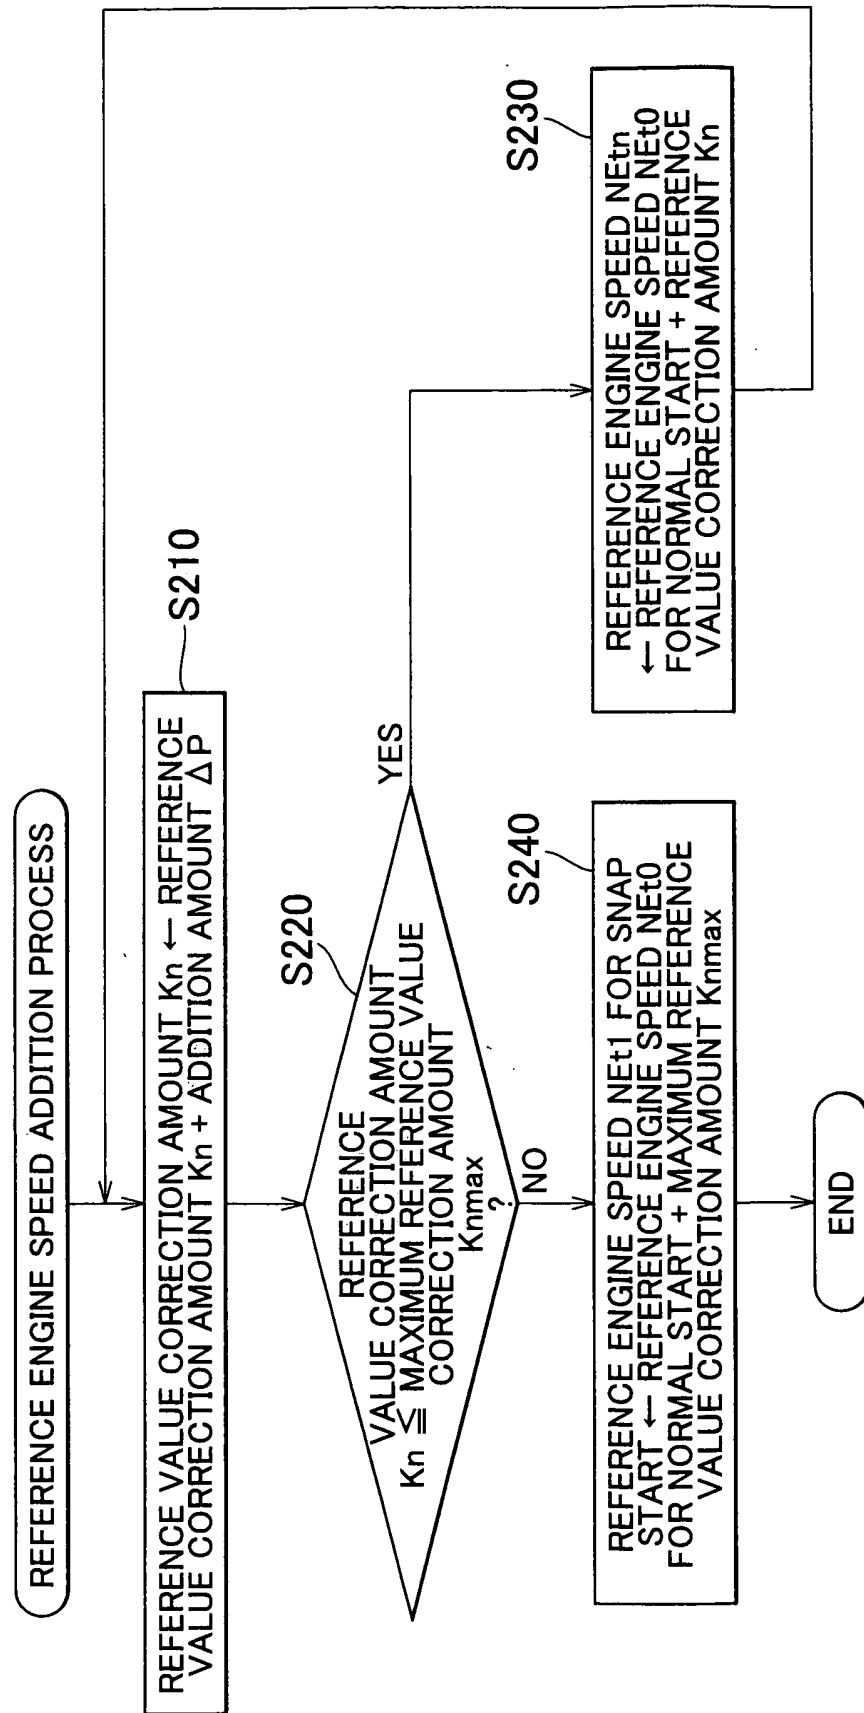 REFERENCE ENGINE SPEED ADDITION PROCESS
S210
REFERENCE VALUE CORRECTION AMOUNT Kn ← REFERENCE
VALUE CORRECTION AMOUNT Kn + ADDITION AMOUNT ΔP
S220
REFERENCE
VALUE CORRECTION AMOUNT
Kn ≦ MAXIMUM REFERENCE VALUE
CORRECTION AMOUNT
Knmax
?
YES
NO
S230
REFERENCE ENGINE SPEED NEtn
← REFERENCE ENGINE SPEED NEt0
FOR NORMAL START + REFERENCE
VALUE CORRECTION AMOUNT Kn
S240
REFERENCE ENGINE SPEED NEt1 FOR SNAP
START ← REFERENCE ENGINE SPEED NEt0
FOR NORMAL START + MAXIMUM REFERENCE
VALUE CORRECTION AMOUNT Knmax
END